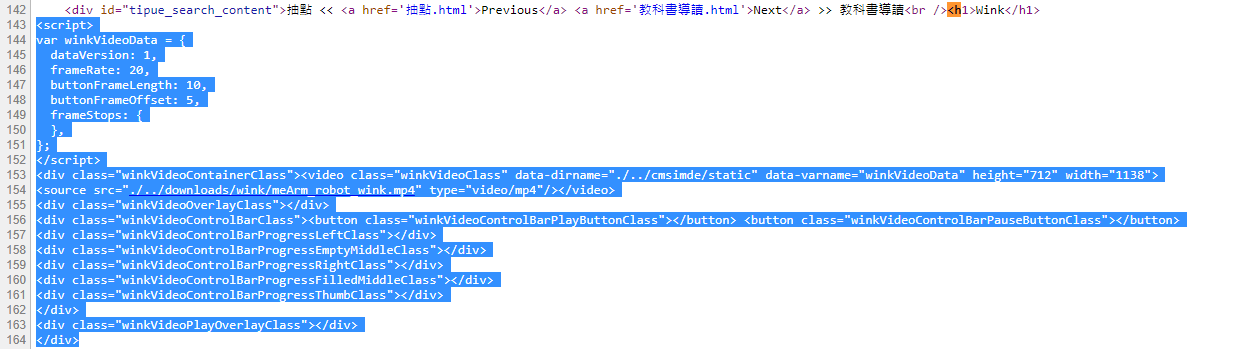 142 <div id="tipue_search_content">抽點 << <a href='抽點.html'>Previous</a> <a href='教科書導讀.html'>Next</a> >> 教科書導讀<br /><h1>Wink</h1>
143 <script>
144 var winkVideoData = {
145   dataVersion: 1,
146   frameRate: 20,
147   buttonFrameLength: 10,
148   buttonFrameOffset: 5,
149   frameStops: {
150   },
151 };
152 </script>
153 <div class="winkVideoContainerClass"><video class="winkVideoClass" data-dirname="./../cmsimde/static" data-varname="winkVideoData" height="712" width="1138">
154 <source src="./../downloads/wink/meArm_robot_wink.mp4" type="video/mp4"/></video>
155 <div class="winkVideoOverlayClass"></div>
156 <div class="winkVideoControlBarClass"><button class="winkVideoControlBarPlayButtonClass"></button> <button class="winkVideoControlBarPauseButtonClass"></button>
157 <div class="winkVideoControlBarProgressLeftClass"></div>
158 <div class="winkVideoControlBarProgressEmptyMiddleClass"></div>
159 <div class="winkVideoControlBarProgressRightClass"></div>
160 <div class="winkVideoControlBarProgressFilledMiddleClass"></div>
161 <div class="winkVideoControlBarProgressThumbClass"></div>
162 </div>
163 <div class="winkVideoPlayOverlayClass"></div>
164 </div>